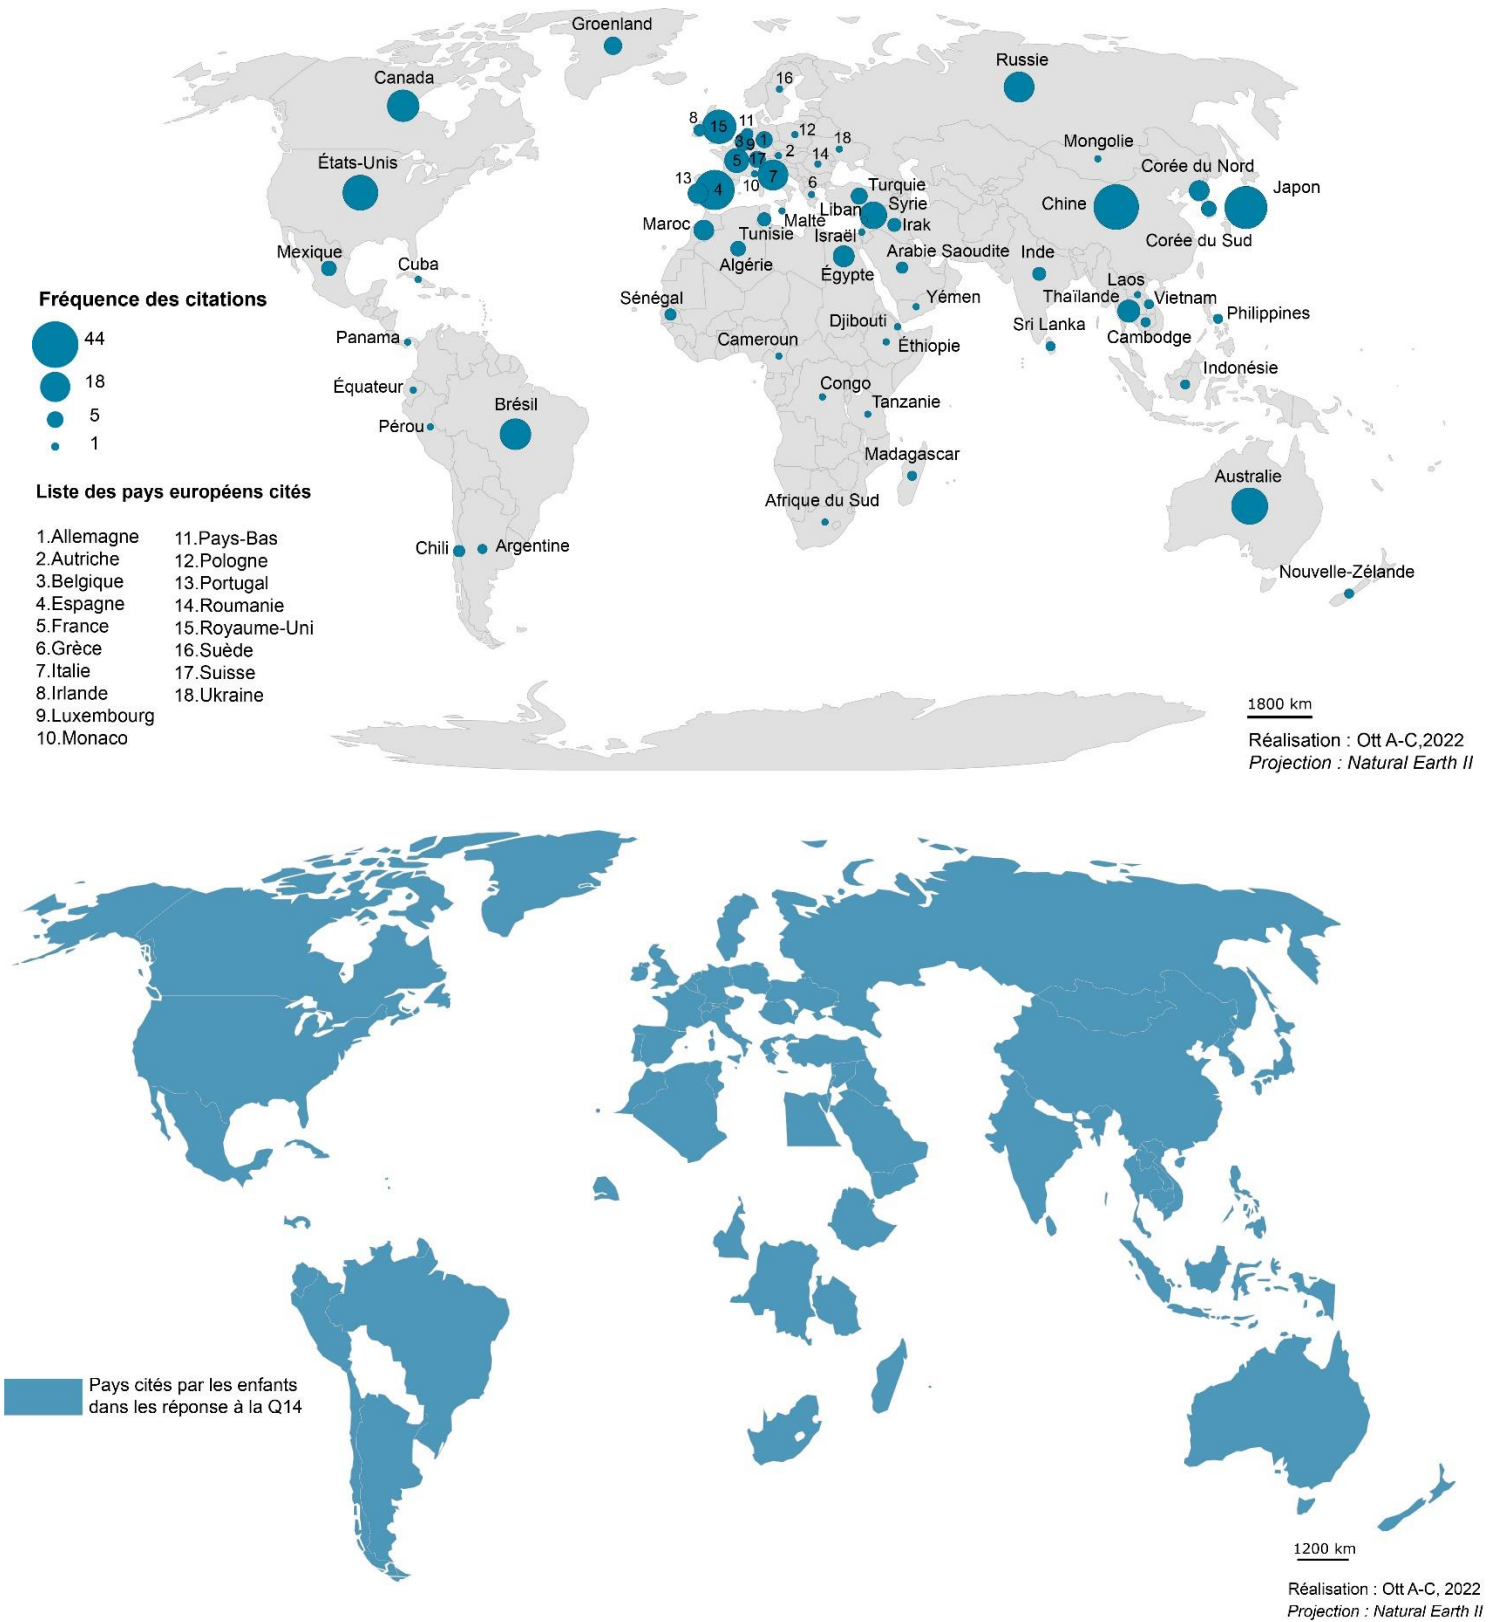 Groenland
Canada
Russie
16
8
15
11
3
9
1
12
2
18
14
5
17
10
7
6
13
4
États-Unis
Mongolie
Corée du Nord
Japon
Chine
Corée du Sud
Turquie
Liban
Syrie
Irak
Malte
Israël
Maroc
Tunisie
Algérie
Égypte
Arabie Saoudite
Inde
Mexique
Cuba
Laos
Thaïlande
Vietnam
Philippines
Cambodge
Sri Lanka
Sénégal
Yémen
Djibouti
Éthiopie
Cameroun
Panama
Équateur
Pérou
Brésil
Congo
Tanzanie
Indonésie
Madagascar
Afrique du Sud
Australie
Chili
Argentine
Nouvelle-Zélande
Fréquence des citations
44
18
5
1
Liste des pays européens cités
1.Allemagne
2.Autriche
3.Belgique
4.Espagne
5.France
6.Grèce
7.Italie
8.Irlande
9.Luxembourg
10.Monaco
11.Pays-Bas
12.Pologne
13.Portugal
14.Roumanie
15.Royaume-Uni
16.Suède
17.Suisse
18.Ukraine
1800 km
Réalisation : Ott A-C,2022
Projection : Natural Earth II
Pays cités par les enfants
dans les réponse à la Q14
1200 km
Réalisation : Ott A-C, 2022
Projection : Natural Earth II